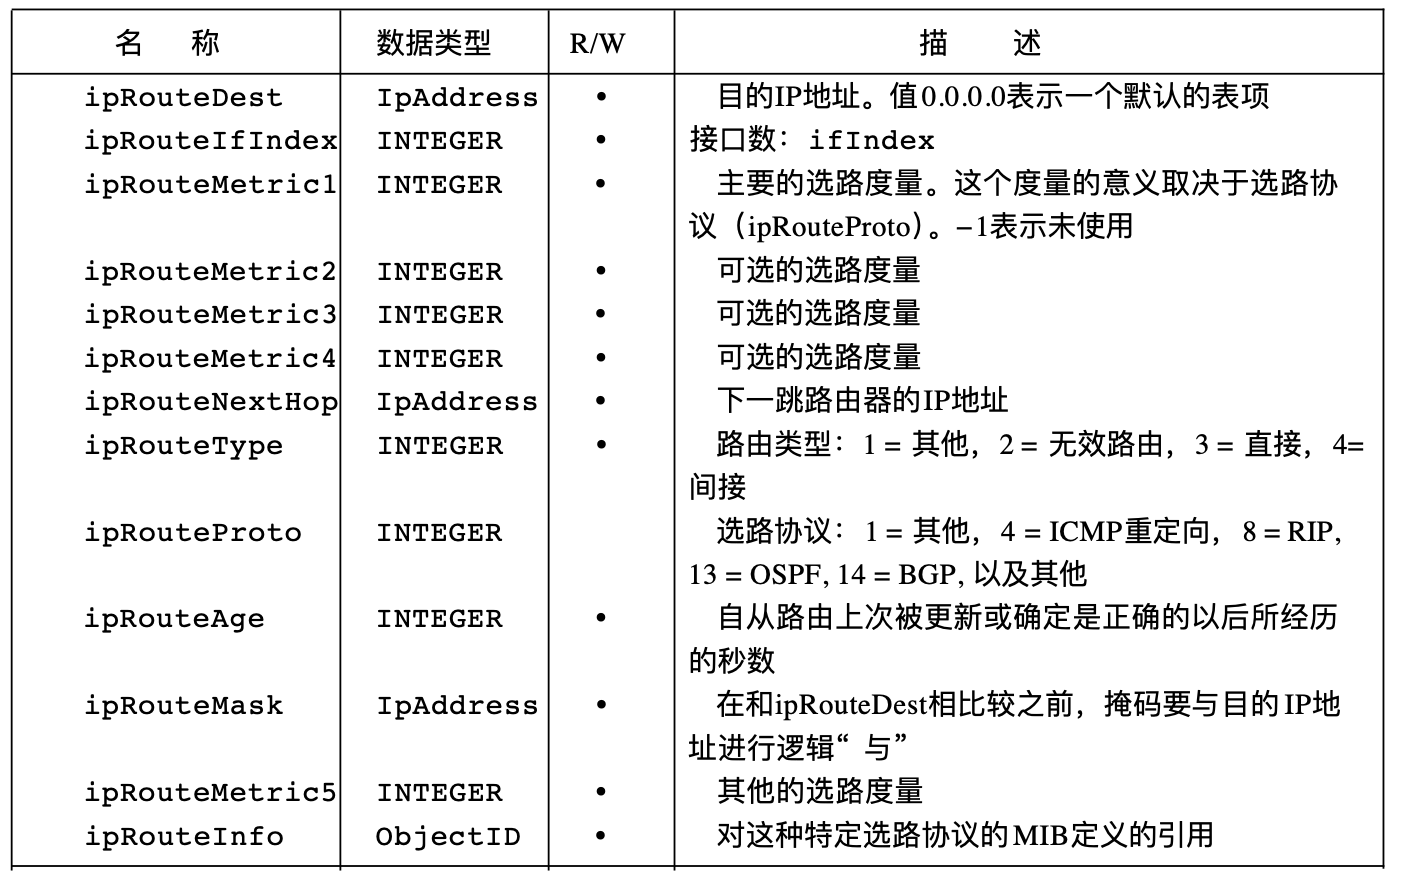 名 称 数据类型 R/W 描 述
ipRouteDest IpAddress • 目的IP地址。值0.0.0.0表示一个默认的表项
ipRouteIfIndex INTEGER • 接口数：ifIndex
ipRouteMetric1 INTEGER • 主要的选路度量。这个度量的意义取决于选路协
议（ipRouteProto）。–1表示未使用
ipRouteMetric2 INTEGER • 可选的选路度量
ipRouteMetric3 INTEGER • 可选的选路度量
ipRouteMetric4 INTEGER • 可选的选路度量
ipRouteNextHop IpAddress • 下一跳路由器的IP地址
ipRouteType INTEGER • 路由类型：1 = 其他，2 = 无效路由，3 = 直接，4=
间接
ipRouteProto INTEGER 选路协议：1 = 其他，4 = ICMP重定向，8 = RIP,
13 = OSPF, 14 = BGP, 以及其他
ipRouteAge INTEGER • 自从路由上次被更新或确定是正确的以后所经历
的秒数
ipRouteMask IpAddress • 在和ipRouteDest相比较之前，掩码要与目的IP地
址进行逻辑“ 与”
ipRouteMetric5 INTEGER • 其他的选路度量
ipRouteInfo ObjectID • 对这种特定选路协议的MIB定义的引用